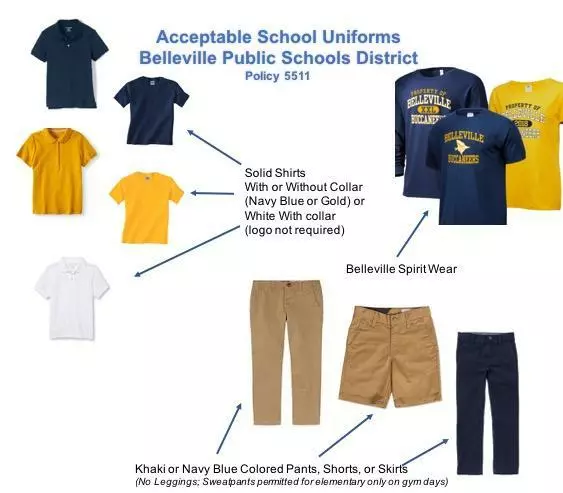 Acceptable School Uniforms
Belleville Public Schools District
Policy 5511
Solid Shirts
With or Without Collar
(Navy Blue or Gold) or
White With collar
(logo not required)
PROPERTY OF
BELLEVILLE
XXL
BUCCANEERS
BELLEVILLE
BUCCANEERS
PROPERTY OF
Belleville Spirit Wear
Khaki or Navy Blue Colored Pants, Shorts, or Skirts
(No Leggings; Sweatpants permitted for elementary only on gym days)